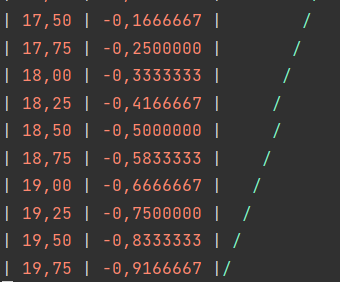 | 17,50 | -0,1666667 |        /
| 17,75 | -0,2500000 |       /
| 18,00 | -0,3333333 |      /
| 18,25 | -0,4166667 |     /
| 18,50 | -0,5000000 |     /
| 18,75 | -0,5833333 |    /
| 19,00 | -0,6666667 |   /
| 19,25 | -0,7500000 |  /
| 19,50 | -0,8333333 | /
| 19,75 | -0,9166667 |/